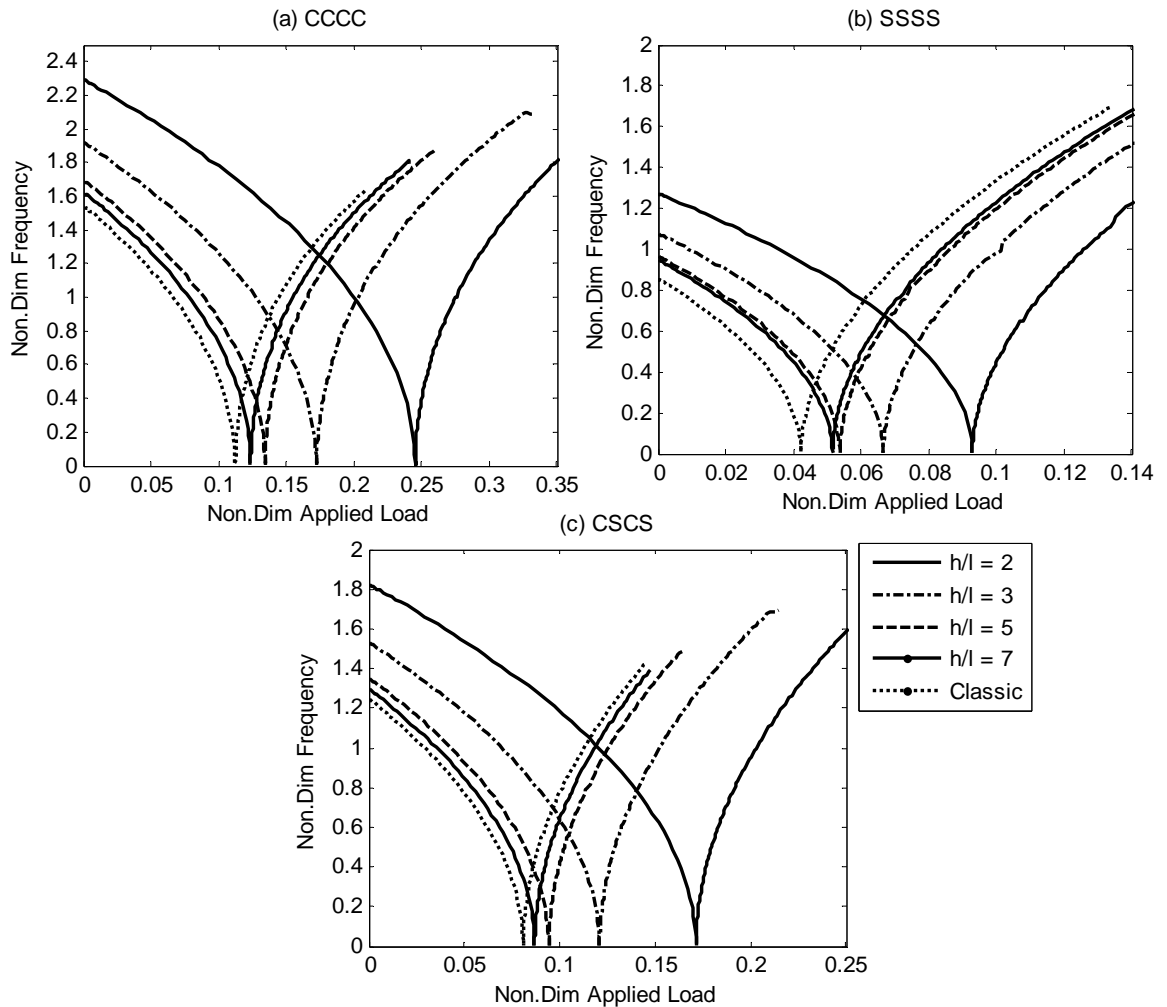 (a) CCCC
2.4
2.2
2
1.8
1.6
1.4
1.2
1
0.8
0.6
0.4
0.2
0
Non.Dim Frequency
0 0.05 0.1 0.15 0.2 0.25 0.3 0.35
Non.Dim Applied Load
(b) SSSS
2
1.8
1.6
1.4
1.2
1
0.8
0.6
0.4
0.2
0
Non.Dim Frequency
0 0.02 0.04 0.06 0.08 0.1 0.12 0.14
Non.Dim Applied Load
(c) CSCS
2
1.8
1.6
1.4
1.2
1
0.8
0.6
0.4
0.2
0
Non.Dim Frequency
0 0.05 0.1 0.15 0.2 0.25
Non.Dim Applied Load
h/l = 2
h/l = 3
h/l = 5
h/l = 7
Classic